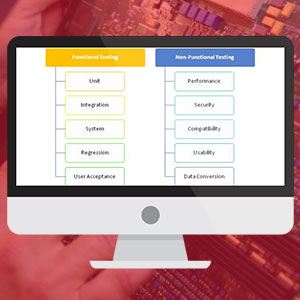 Functional Testing
Unit
Integration
System
Regression
User Acceptance
Non-Functional Testing
Performance
Security
Compatibility
Usability
Data Conversion